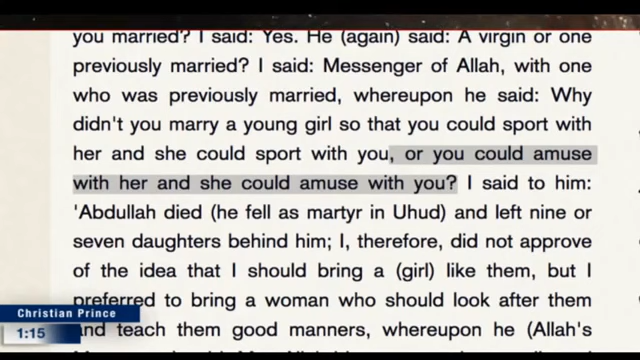 you married? I said: Yes. He (again) said: A virgin or one
previously married? I said: Messenger of Allah, with one
who was previously married, whereupon he said: Why
didn't you marry a young girl so that you could sport with
her and she could sport with you, or you could amuse
with her and she could amuse with you? I said to him:
'Abdullah died (he fell as martyr in Uhud) and left nine or
seven daughters behind him; I, therefore, did not approve
of the idea that I should bring a (girl) like them, but I
preferred to bring a woman who should look after them
and teach them good manners, whereupon he (Allah's
Christian Prince
1:15